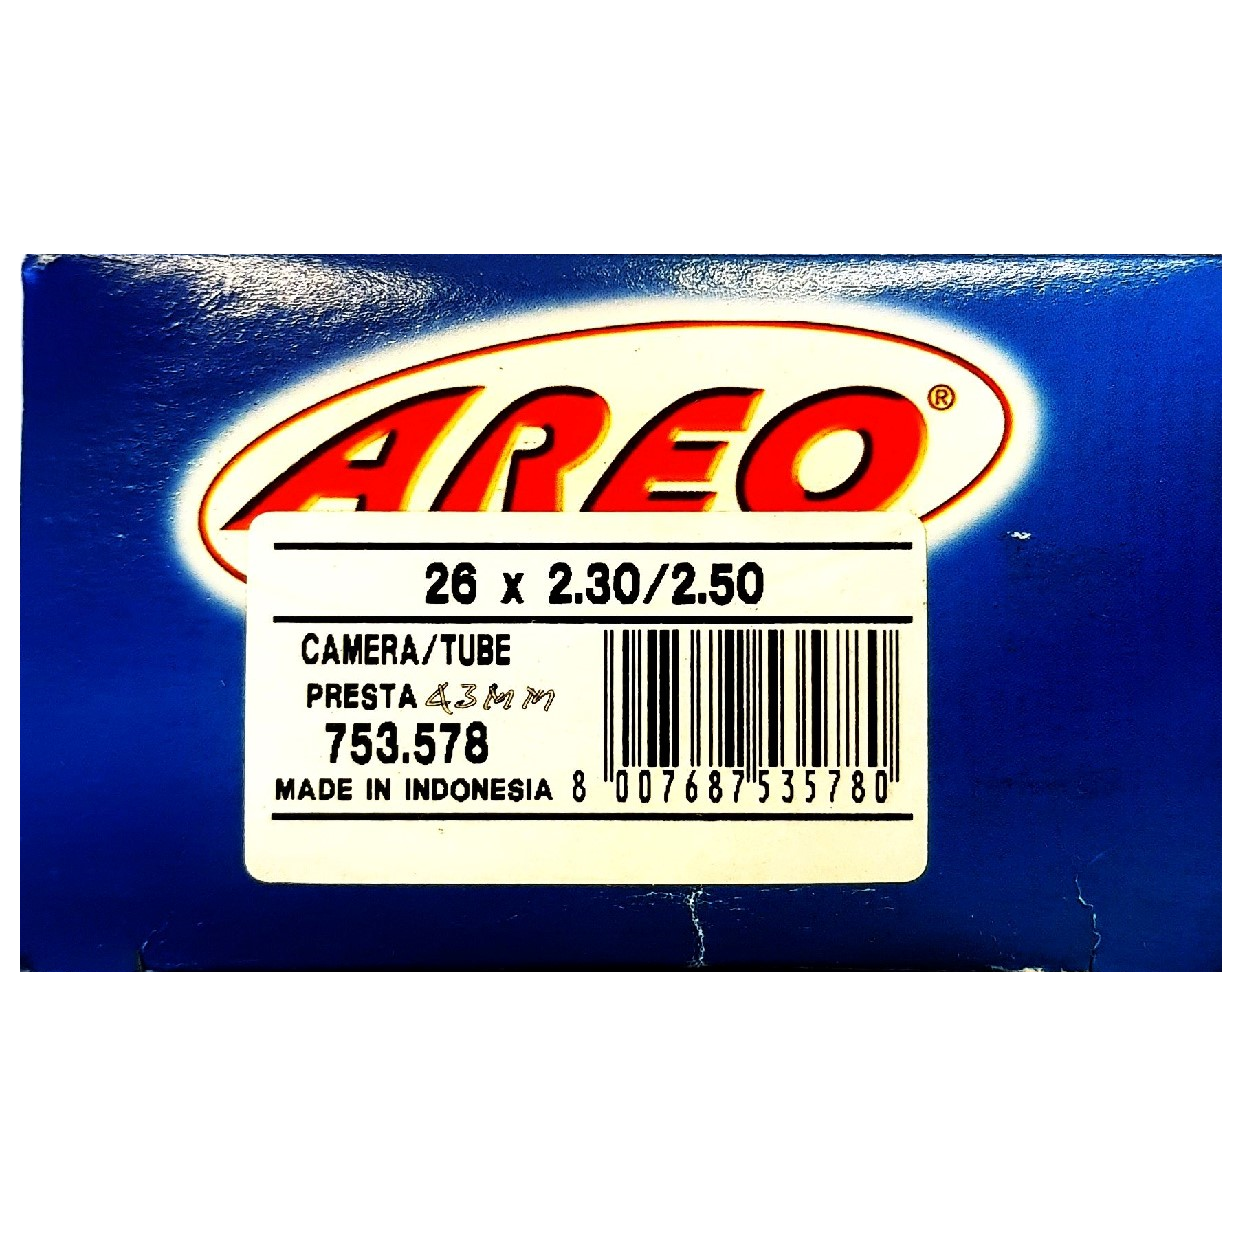 AREO®
26 x 2.30/2.50
CAMERA/TUBE
PRESTA 43MM
753.578
MADE IN INDONESIA
8 007687 535780